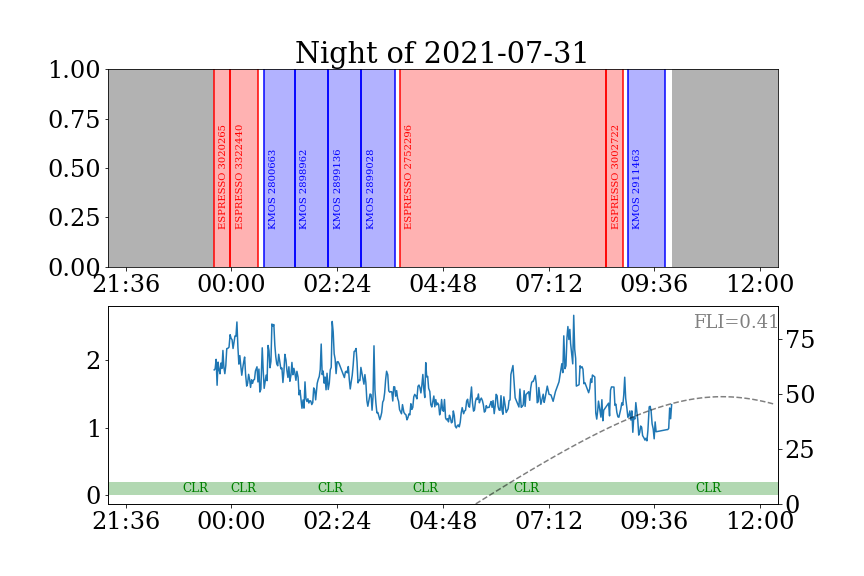 Night of 2021-07-31
1.00
0.75
0.50
0.25
0.00
ESPRESSO 3020265
ESPRESSO 3322440
KMOS 2800663
KMOS 2898962
KMOS 2899136
KMOS 2899028
ESPRESSO 2752296
ESPRESSO 3002722
KMOS 2911463
21:36 00:00 02:24 04:48 07:12 09:36 12:00
FLI=0.41
2
1
0
75
50
25
0
CLR CLR CLR CLR CLR CLR
21:36 00:00 02:24 04:48 07:12 09:36 12:00